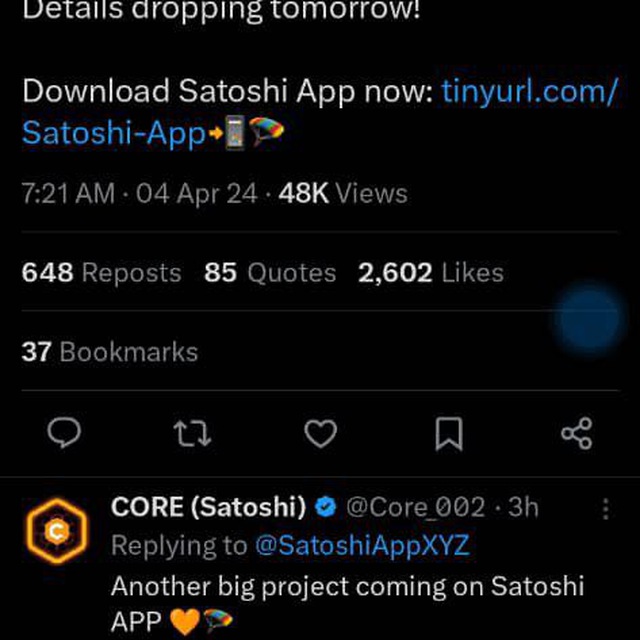 Details dropping tomorrow!
Download Satoshi App now: tinyurl.com/
Satoshi-App➡️📱🪂
7:21 AM · 04 Apr 24 · 48K Views
648 Reposts 85 Quotes 2,602 Likes
37 Bookmarks
CORE (Satoshi) @Core_002 · 3h
Replying to @SatoshiAppXYZ
Another big project coming on Satoshi
APP 🧡🪂